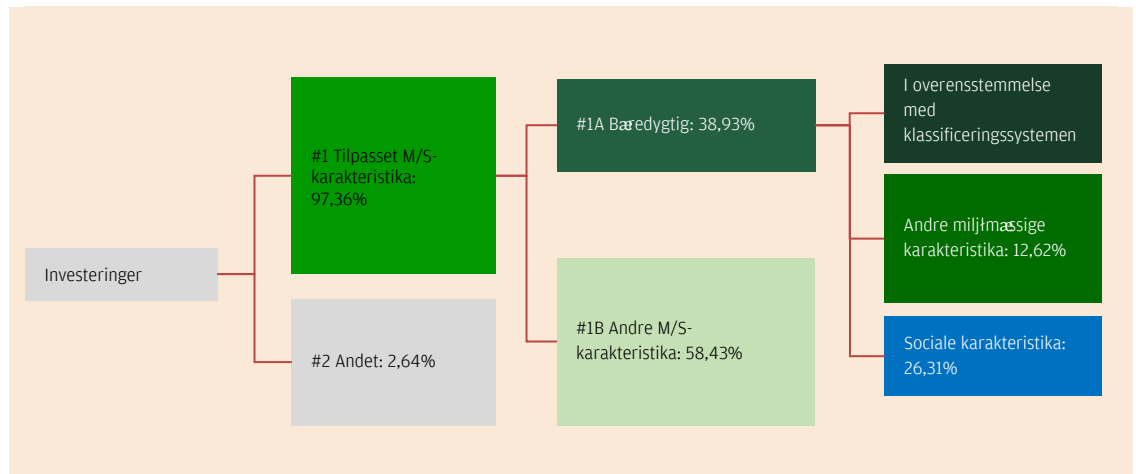 Investeringer
#1 Tilpasset M/S-
karakteristika:
97,36%
#2 Andet: 2,64%
#1A Bæredygtig: 38,93%
#1B Andre M/S-
karakteristika: 58,43%
I overensstemmelse
med
klassificeringssystemen
Andre miljłmæssige
karakteristika: 12,62%
Sociale karakteristika:
26,31%